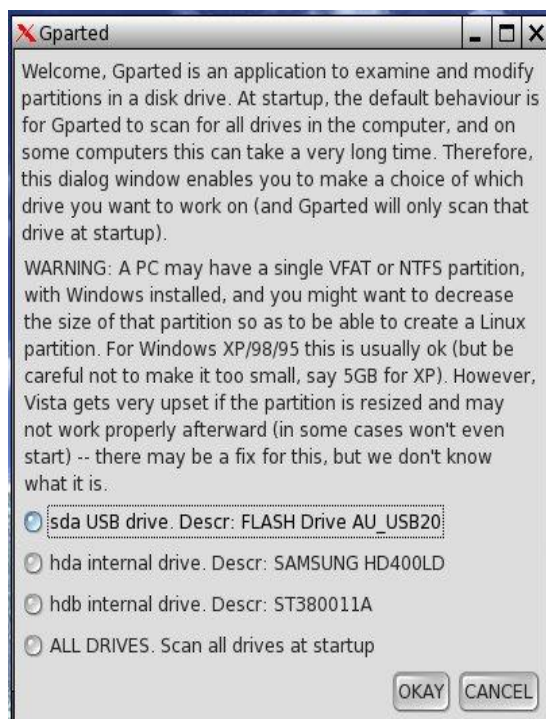 Gparted
Welcome, Gparted is an application to examine and modify
partitions in a disk drive. At startup, the default behaviour is
for Gparted to scan for all drives in the computer, and on
some computers this can take a very long time. Therefore,
this dialog window enables you to make a choice of which
drive you want to work on (and Gparted will only scan that
drive at startup).
WARNING: A PC may have a single VFAT or NTFS partition,
with Windows installed, and you might want to decrease
the size of that partition so as to be able to create a Linux
partition. For Windows XP/98/95 this is usually ok (but be
careful not to make it too small, say 5GB for XP). However,
Vista gets very upset if the partition is resized and may
not work properly afterward (in some cases won't even
start) -- there may be a fix for this, but we don't know
what it is.
sda USB drive. Descr: FLASH Drive AU_USB20
hda internal drive. Descr: SAMSUNG HD400LD
hdb internal drive. Descr: ST380011A
ALL DRIVES. Scan all drives at startup
OKAY CANCEL